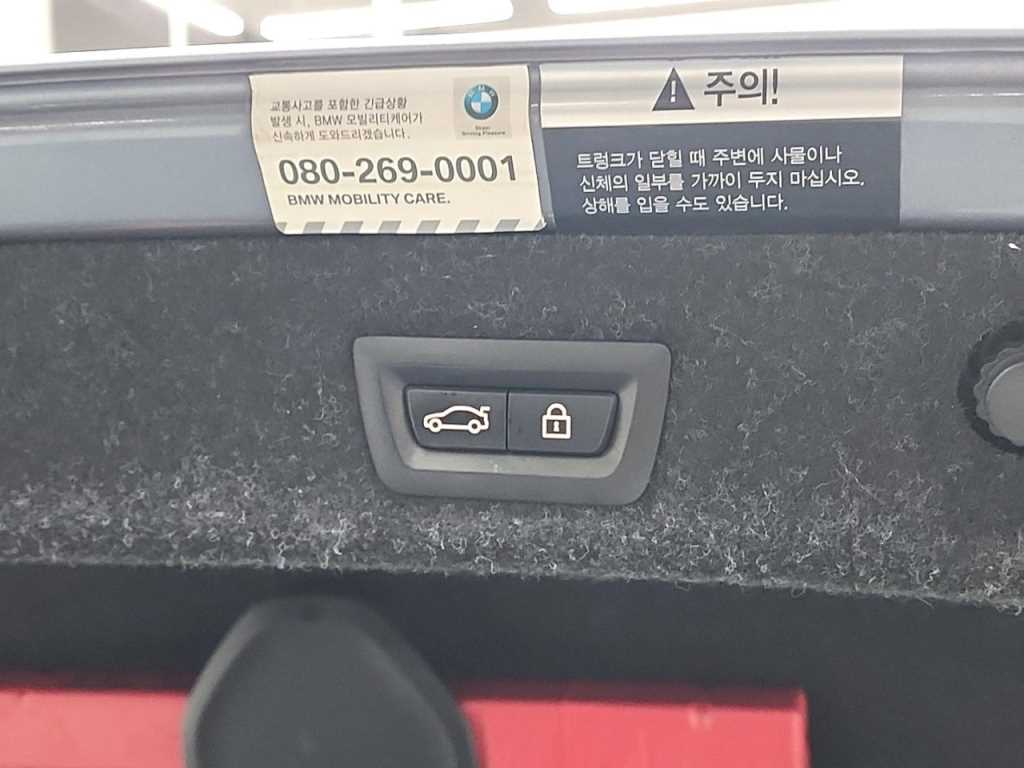 교통사고를 포함한 긴급상황
발생 시, BMW 모빌리티케어가
신속하게 도와드리겠습니다.
BMW
Sheer
Driving Pleasure
080-269-0001
BMW MOBILITY CARE.
주의!
트렁크가 닫힐 때 주변에 사물이나
신체의 일부를 가까이 두지 마십시오.
상해를 입을 수도 있습니다.